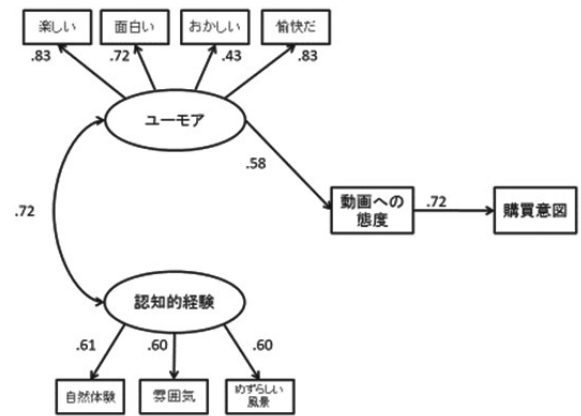 楽しい
面白い
おかしい
愉快だ
.83
.72
.43
.83
ユーモア
.58
.72
動画への
態度
.72
購買意図
認知的経験
.61
.60
.60
自然体験
雰囲気
めずらしい
風景